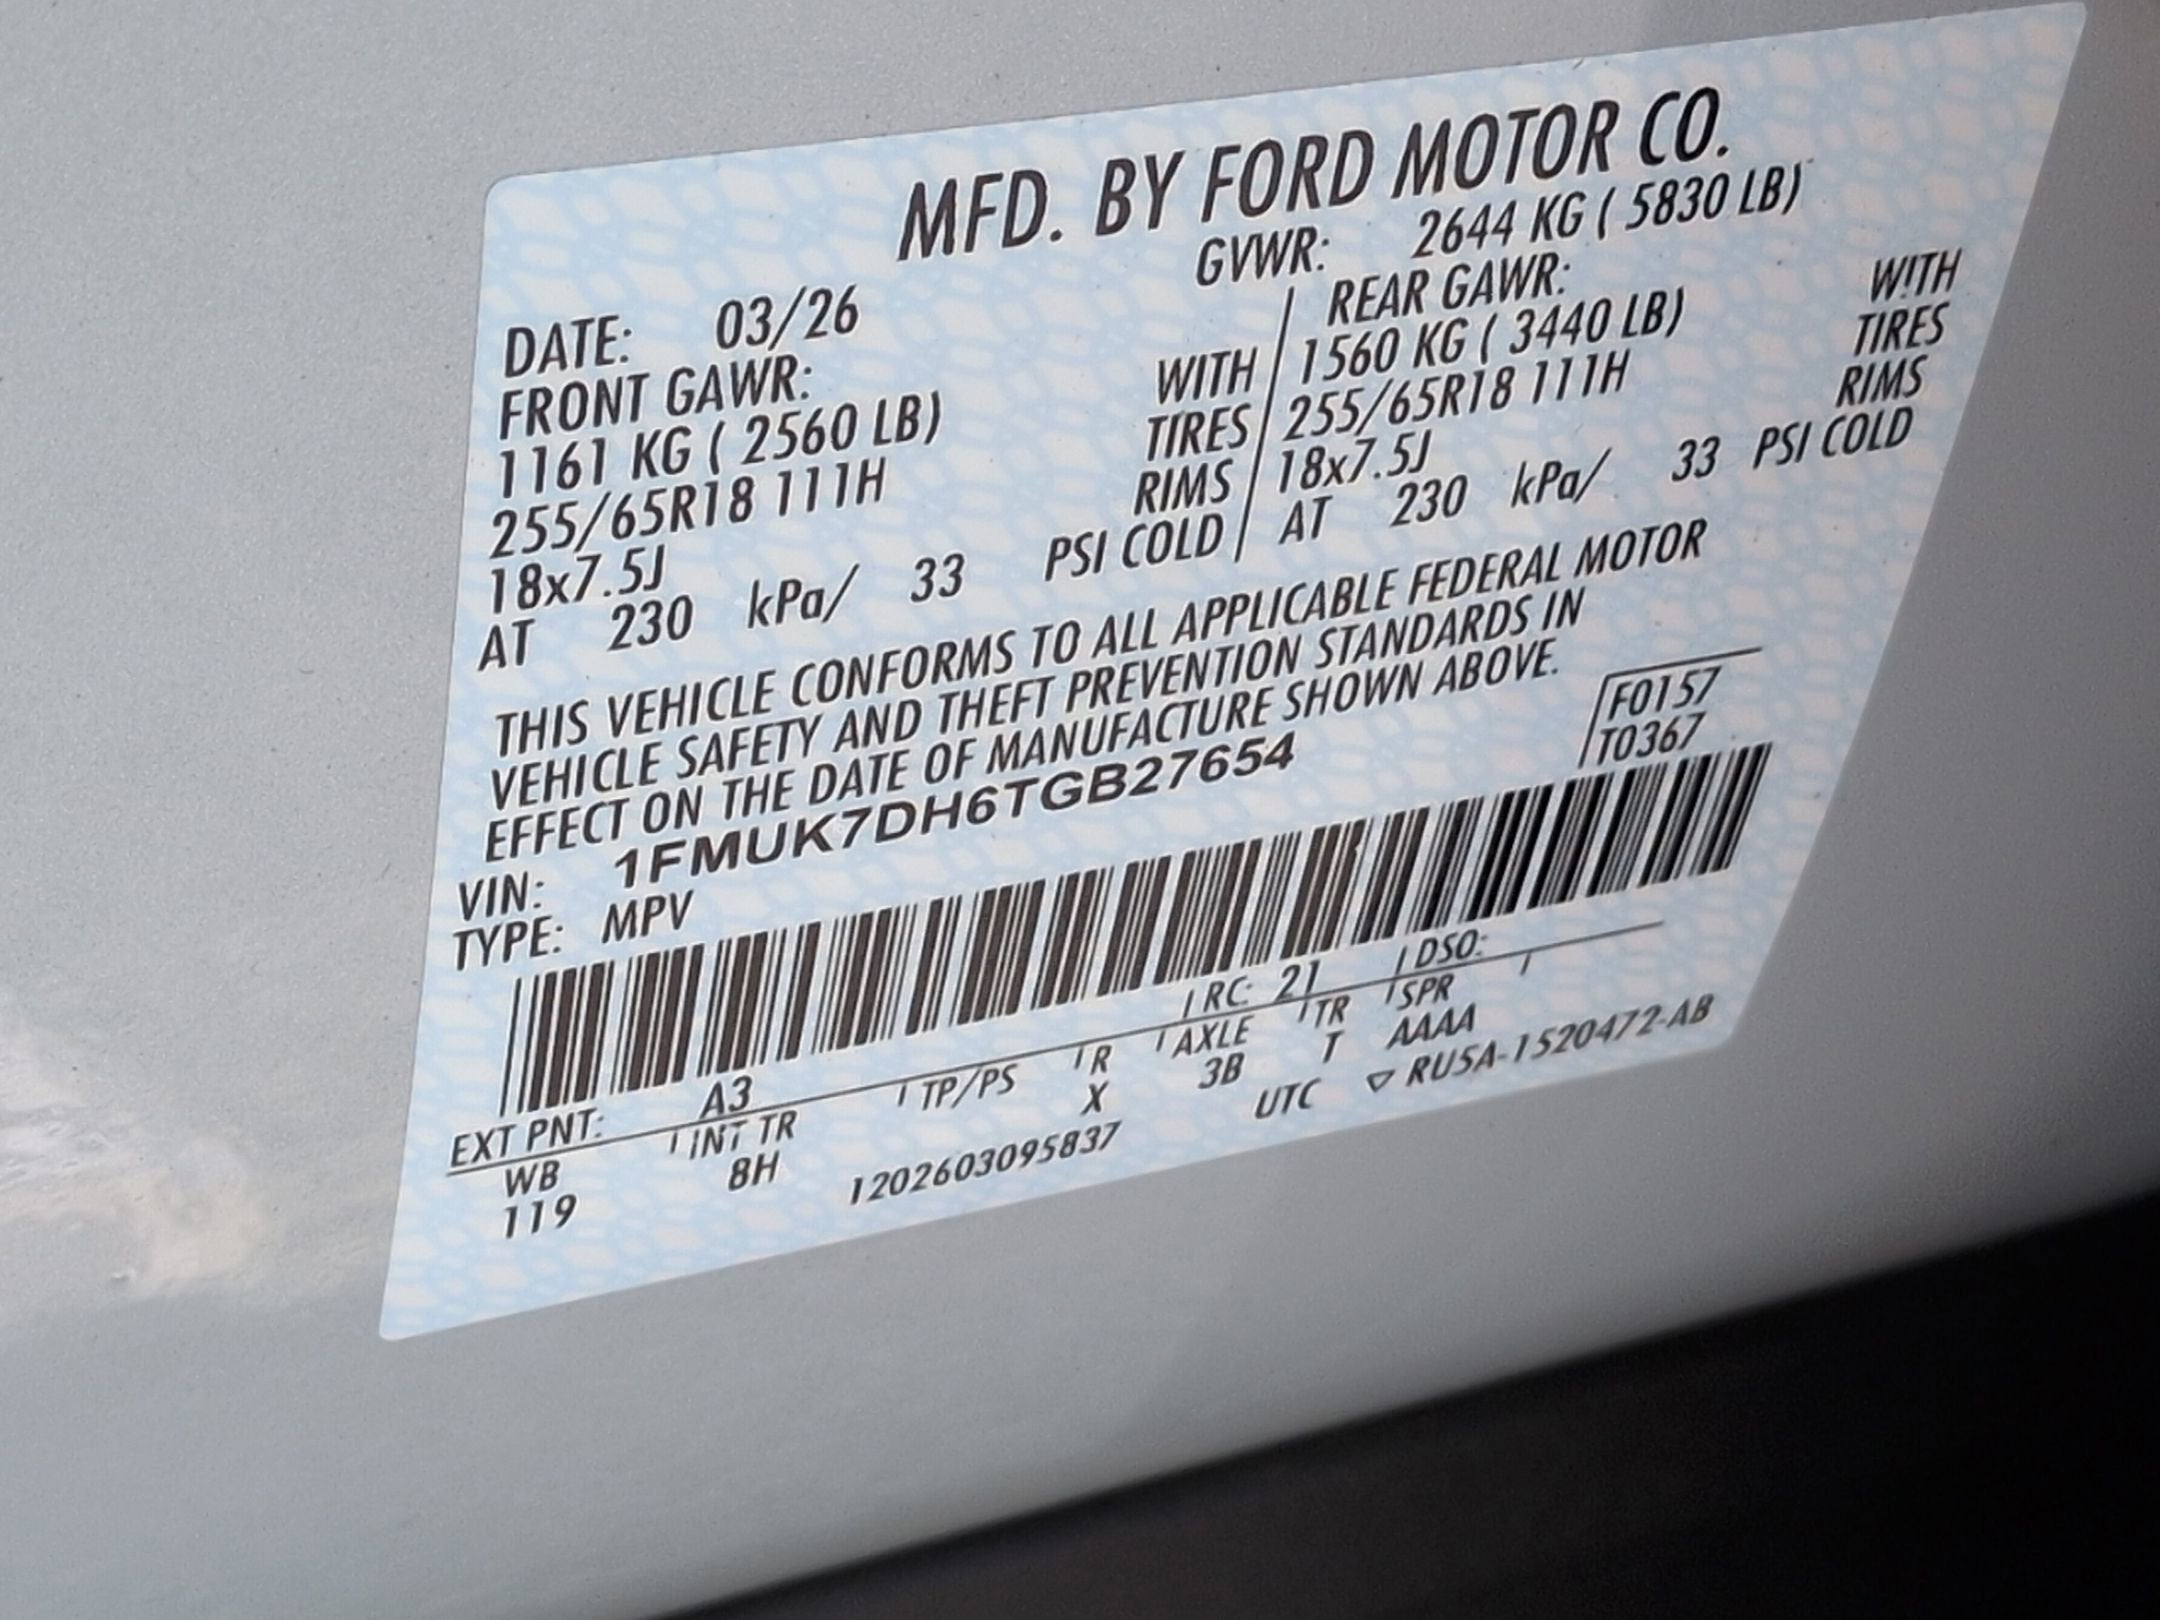 MFD. BY FORD MOTOR CO.
DATE: 03/26 GVWR: 2644 KG ( 5830 LB)
FRONT GAWR: REAR GAWR:
1161 KG ( 2560 LB) WITH 1560 KG ( 3440 LB) WITH
255/65R18 111H TIRES 255/65R18 111H TIRES
18x7.5J RIMS 18x7.5J RIMS
AT 230 kPa/ 33 PSI COLD AT 230 kPa/ 33 PSI COLD
THIS VEHICLE CONFORMS TO ALL APPLICABLE FEDERAL MOTOR
VEHICLE SAFETY AND THEFT PREVENTION STANDARDS IN
EFFECT ON THE DATE OF MANUFACTURE SHOWN ABOVE.
F0157
T0367
VIN: 1FMUK7DH6TGB27654
TYPE: MPV
EXT PNT: A3 RC: 21 DSO:
WB INT TR TP/PS R AXLE TR SPR
119 8H X 3B T AAAA
1202603095837 UTC ▽ RU5A-1520472-AB